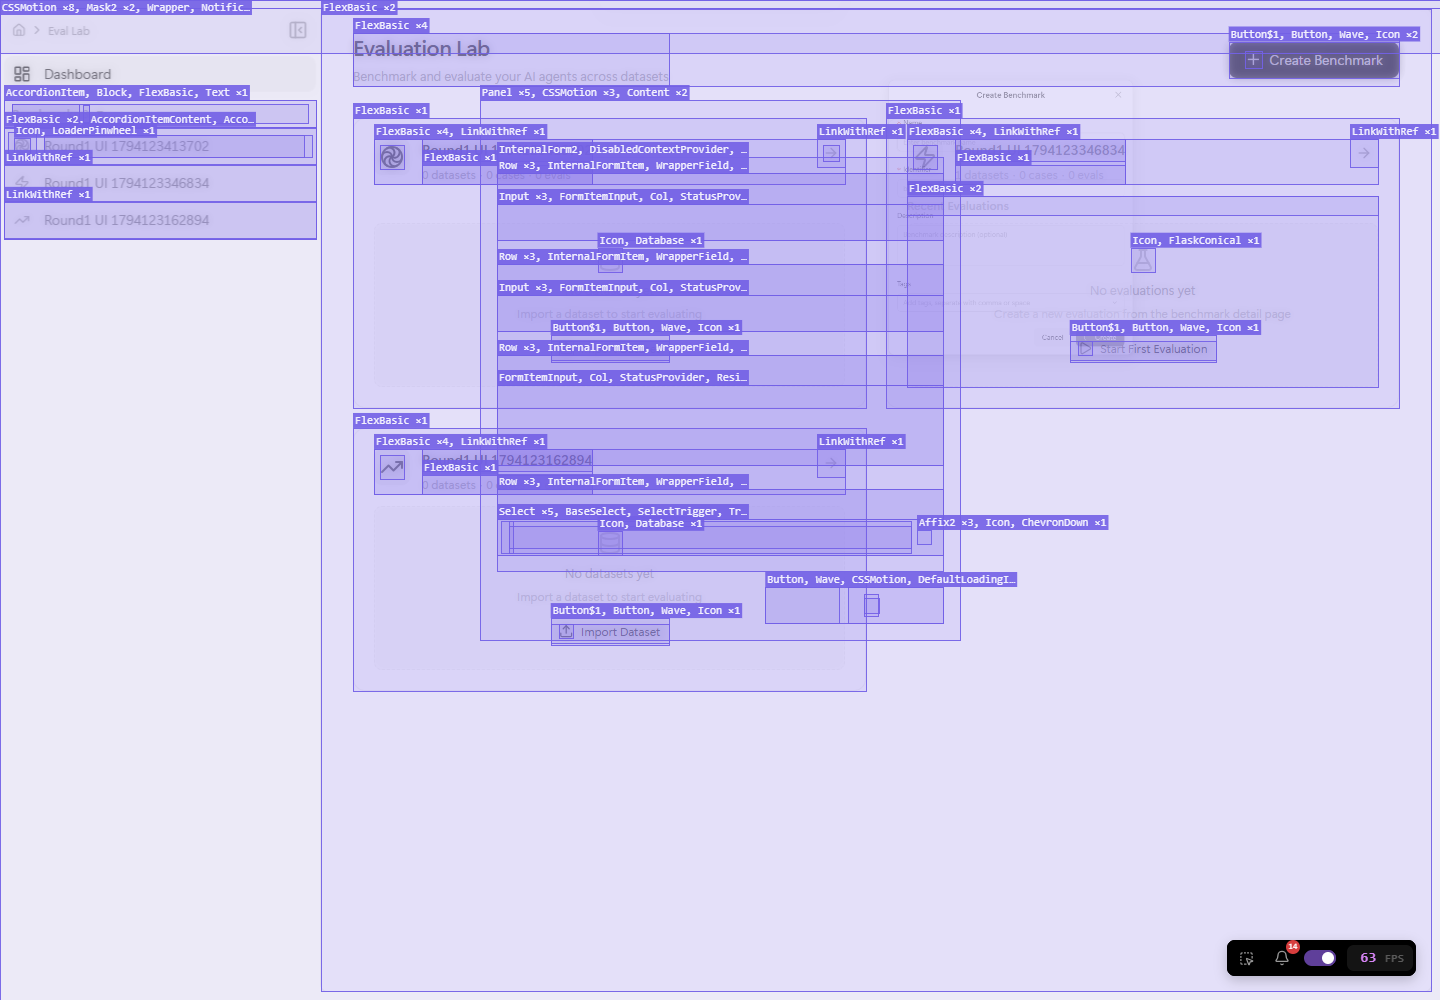 CSSMotion ×8, Mask2 ×2, Wrapper, Notific…
FlexBasic ×2
Eval Lab
FlexBasic ×4
Evaluation Lab
Benchmark and evaluate your AI agents across datasets
Button$1, Button, Wave, Icon ×2
Create Benchmark
Dashboard
AccordionItem, Block, FlexBasic, Text ×1
FlexBasic ×2, AccordionItemContent, Acco…
Icon, LoaderPinwheel ×1
Round1 UI 1794123413702
LinkWithRef ×1
Round1 UI 1794123346834
LinkWithRef ×1
Round1 UI 1794123162894
Panel ×5, CSSMotion ×3, Content ×2
Create Benchmark
FlexBasic ×1
FlexBasic ×1
FlexBasic ×4, LinkWithRef ×1
LinkWithRef ×1
FlexBasic ×4, LinkWithRef ×1
LinkWithRef ×1
InternalForm2, DisabledContextProvider, …
FlexBasic ×1
FlexBasic ×1
Row ×3, InternalFormItem, WrapperField, …
0 datasets · 0 cases · 0 evals
FlexBasic ×2
Input ×3, FormItemInput, Col, StatusProv…
Icon, Database ×1
Icon, FlaskConical ×1
Row ×3, InternalFormItem, WrapperField, …
Input ×3, FormItemInput, Col, StatusProv…
No evaluations yet
Import a dataset to start evaluating
Create a new evaluation from the benchmark detail page
Tags
Button$1, Button, Wave, Icon ×1
Button$1, Button, Wave, Icon ×1
Cancel
Start First Evaluation
Row ×3, InternalFormItem, WrapperField, …
FormItemInput, Col, StatusProvider, Resi…
FlexBasic ×1
FlexBasic ×4, LinkWithRef ×1
LinkWithRef ×1
Round1 UI 1794123162894
FlexBasic ×1
0 datasets · 0
Row ×3, InternalFormItem, WrapperField, …
Select ×5, BaseSelect, SelectTrigger, Tr…
Icon, Database ×1
Affix2 ×3, Icon, ChevronDown ×1
No datasets yet
Button, Wave, CSSMotion, DefaultLoadingI…
Import a dataset to start evaluating
Button$1, Button, Wave, Icon ×1
Import Dataset
14
63 FPS